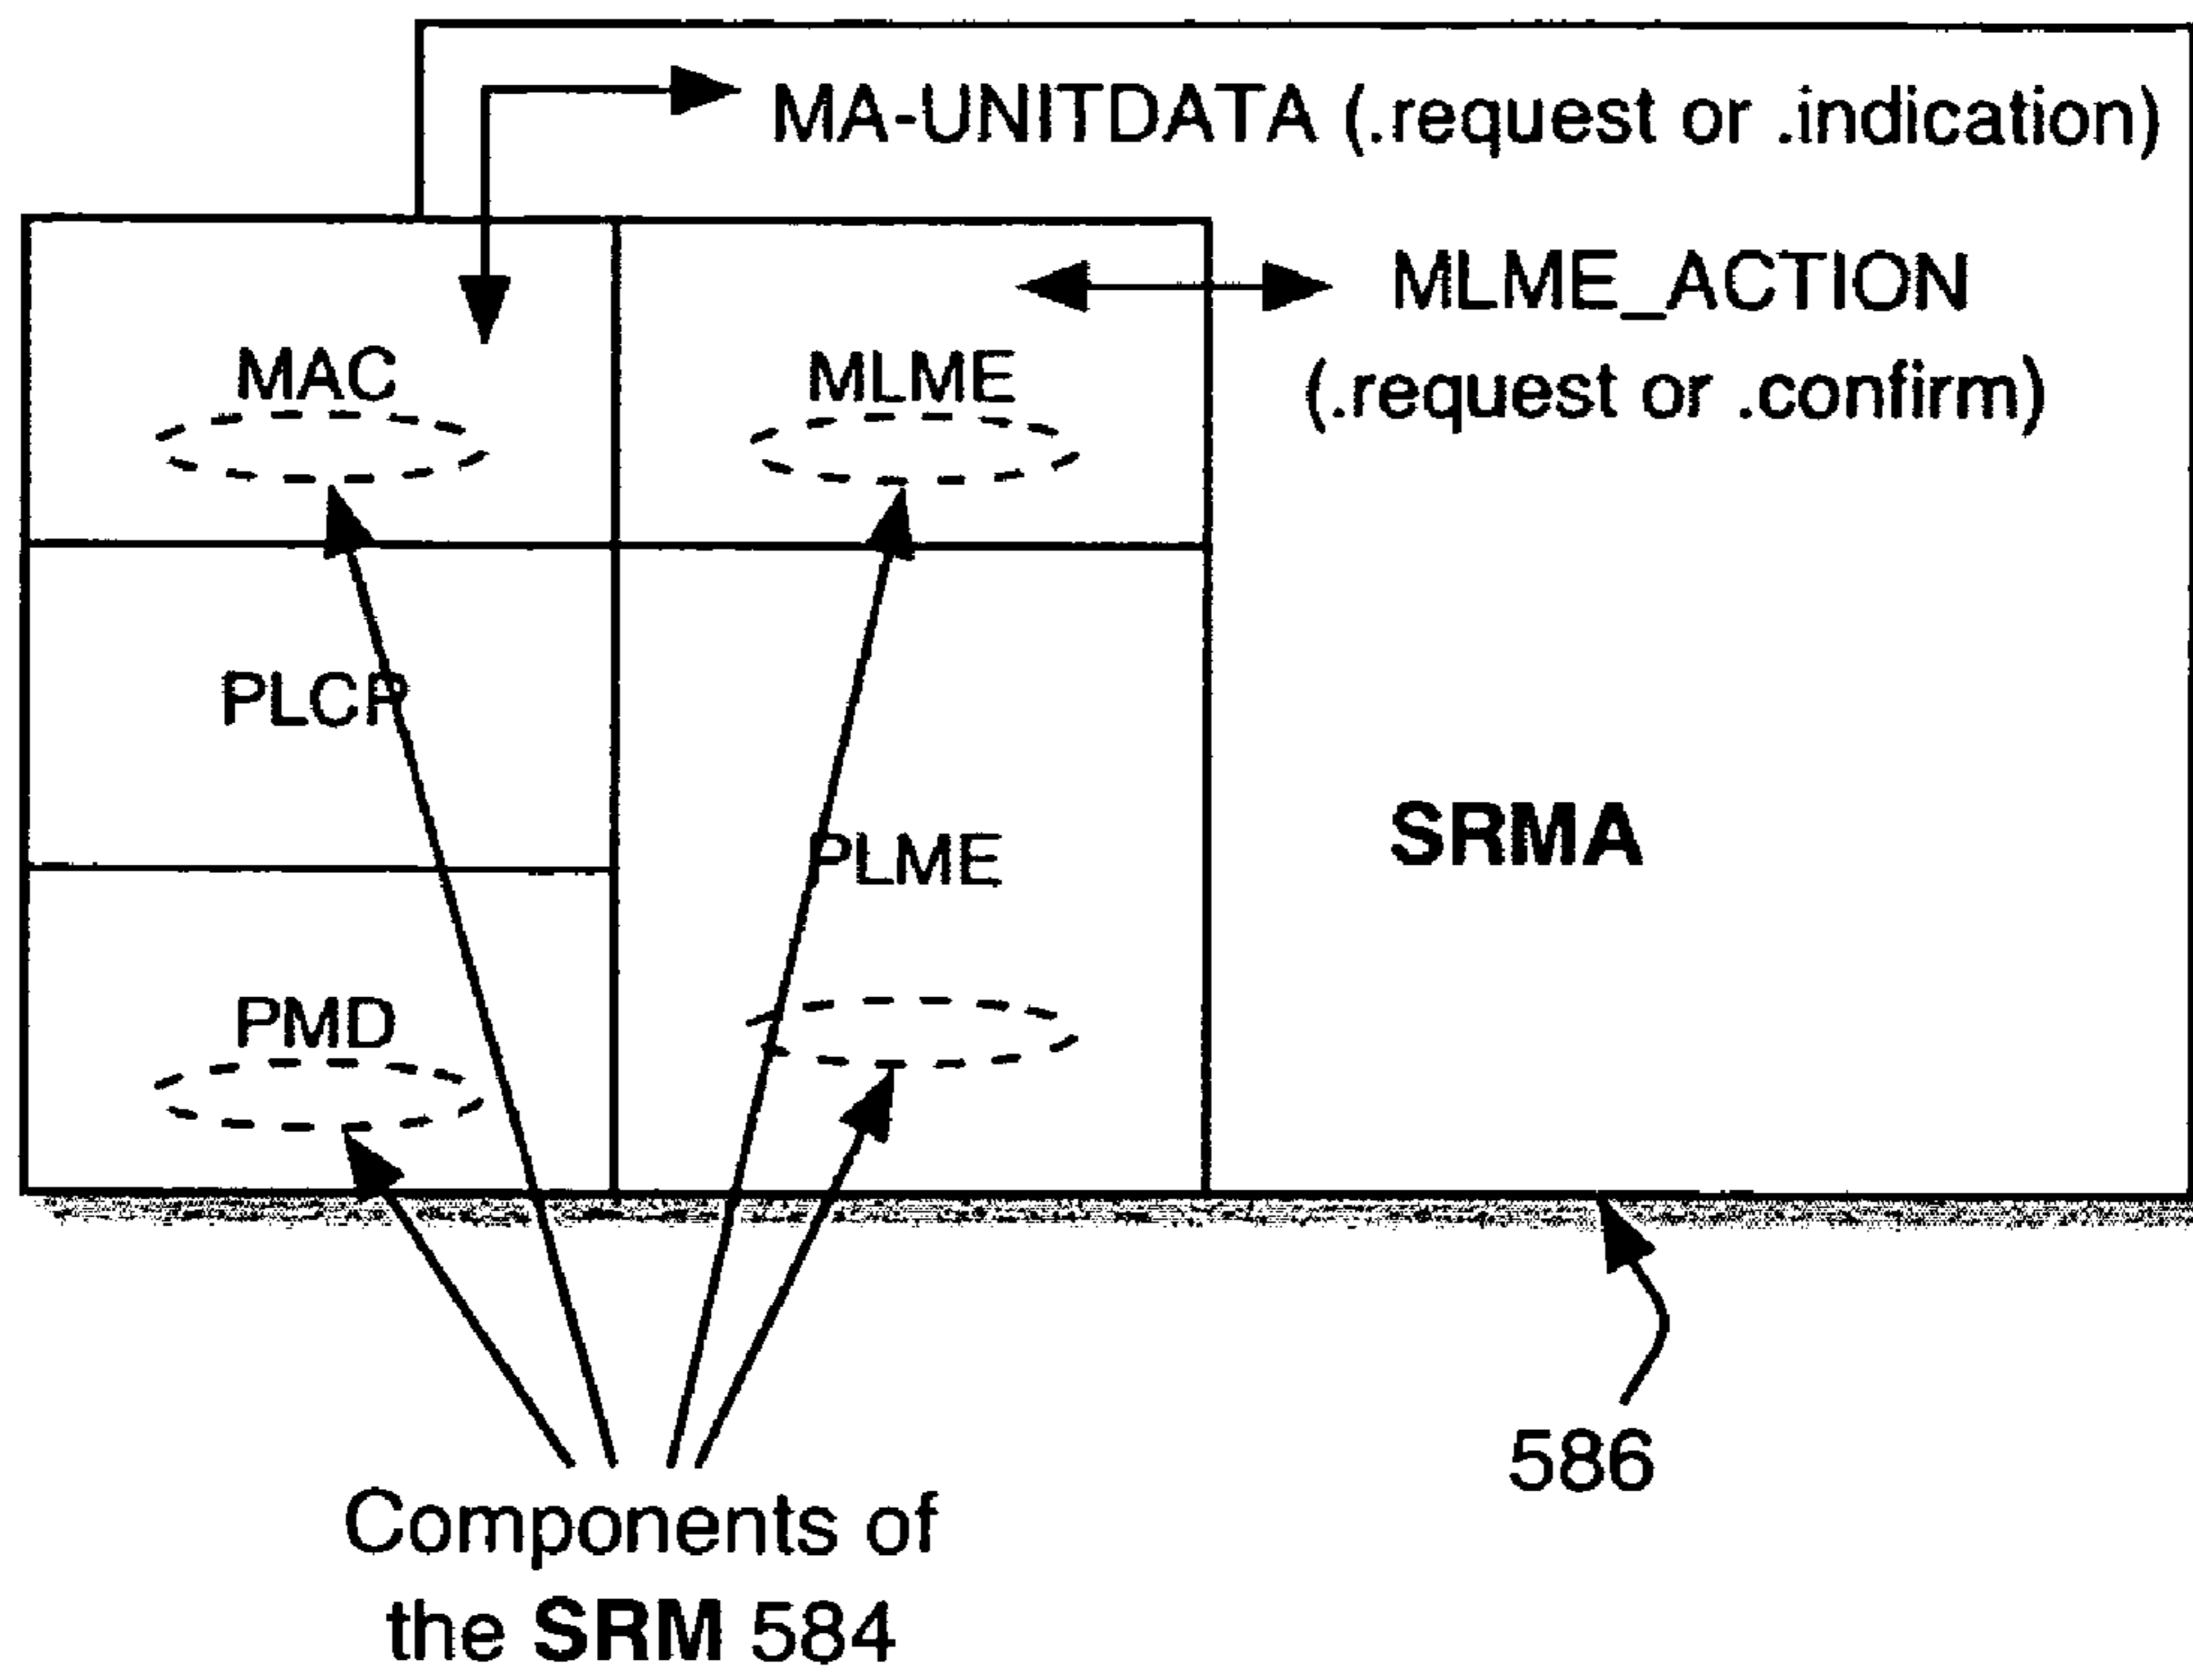 MA-UNITDATA (.request or .indication)
MLME_ACTION
(.request or .confirm)
MAC
MLME
PLCP
PLME
SRMA
PMD
586
Components of
the SRM 584